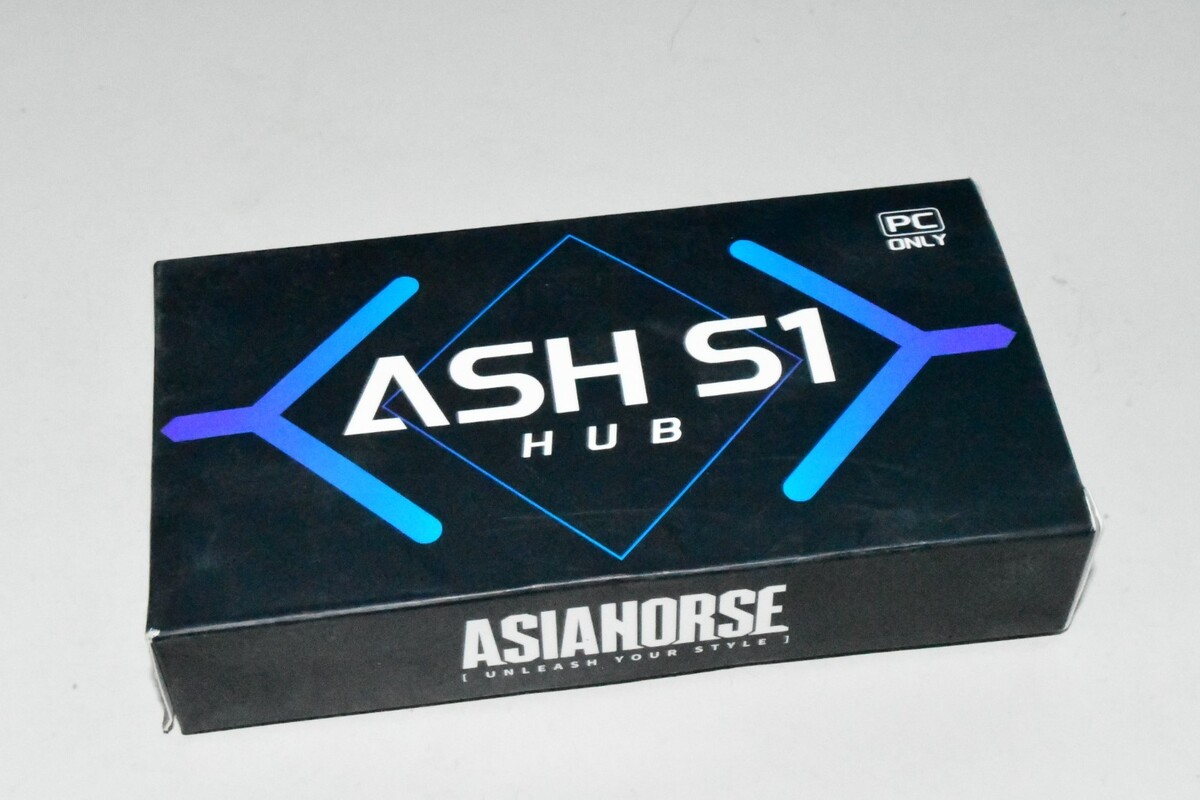 PC
ONLY
ASH S1
HUB
ASIAHORSE
[ UNLEASH YOUR STYLE ]